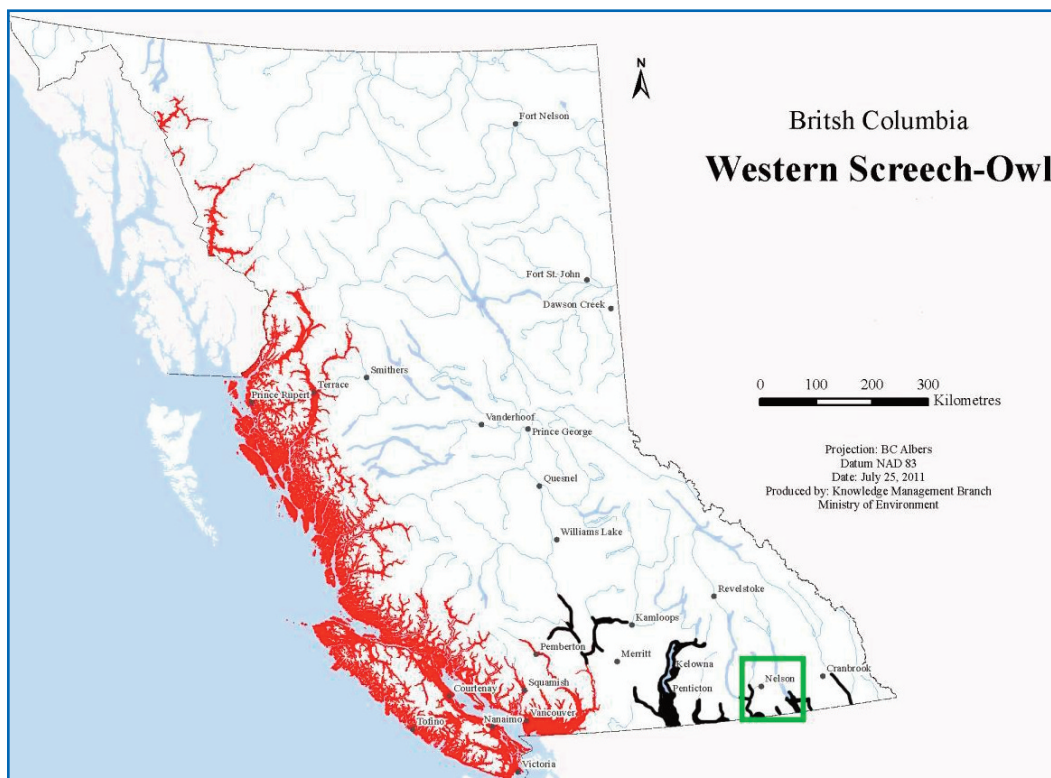 N
Britsh Columbia
Western Screech-Owl
Fort Nelson
Fort St. John
Dawson Creek
0 100 200 300
Kilometres
Smithers
Terrace
Prince Rupert
Vanderhoof
Prince George
Projection: BC Albers
Datum NAD 83
Date: July 25, 2011
Produced by: Knowledge Management Branch
Ministry of Environment
Quesnel
Williams Lake
Revelstoke
Kamloops
Pemberton
Merritt
Kelowna
Cranbrook
Nelson
Penticton
Squamish
Courtenay
Vancouver
Nanaimo
Tofino
Victoria